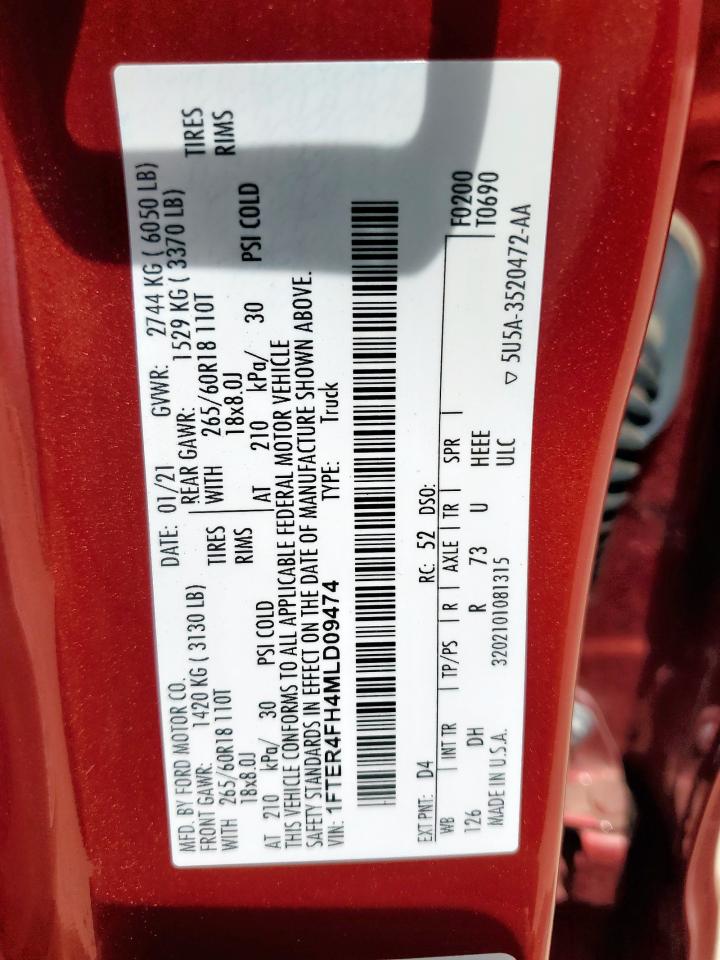 MFD. BY FORD MOTOR CO. DATE: 01/21 GVWR: 2744 KG ( 6050 LB)
FRONT GAWR: 1420 KG ( 3130 LB) REAR GAWR: 1529 KG ( 3370 LB)
WITH 265/60R18 110T TIRES WITH 265/60R18 110T TIRES
18x8.0J RIMS 18x8.0J RIMS
AT 210 kPa/ 30 PSI COLD AT 210 kPa/ 30 PSI COLD
THIS VEHICLE CONFORMS TO ALL APPLICABLE FEDERAL MOTOR VEHICLE
SAFETY STANDARDS IN EFFECT ON THE DATE OF MANUFACTURE SHOWN ABOVE.
VIN: 1FTER4FH4MLD09474 TYPE: Truck
EXT PNT: D4 RC: 52 DSO: F0200
WB INT TR TP/PS R AXLE TR SPR T0690
126 DH R 73 U HEEE
MADE IN U.S.A. 3202101081315 ULC ▽ 5U5A-3520472-AA